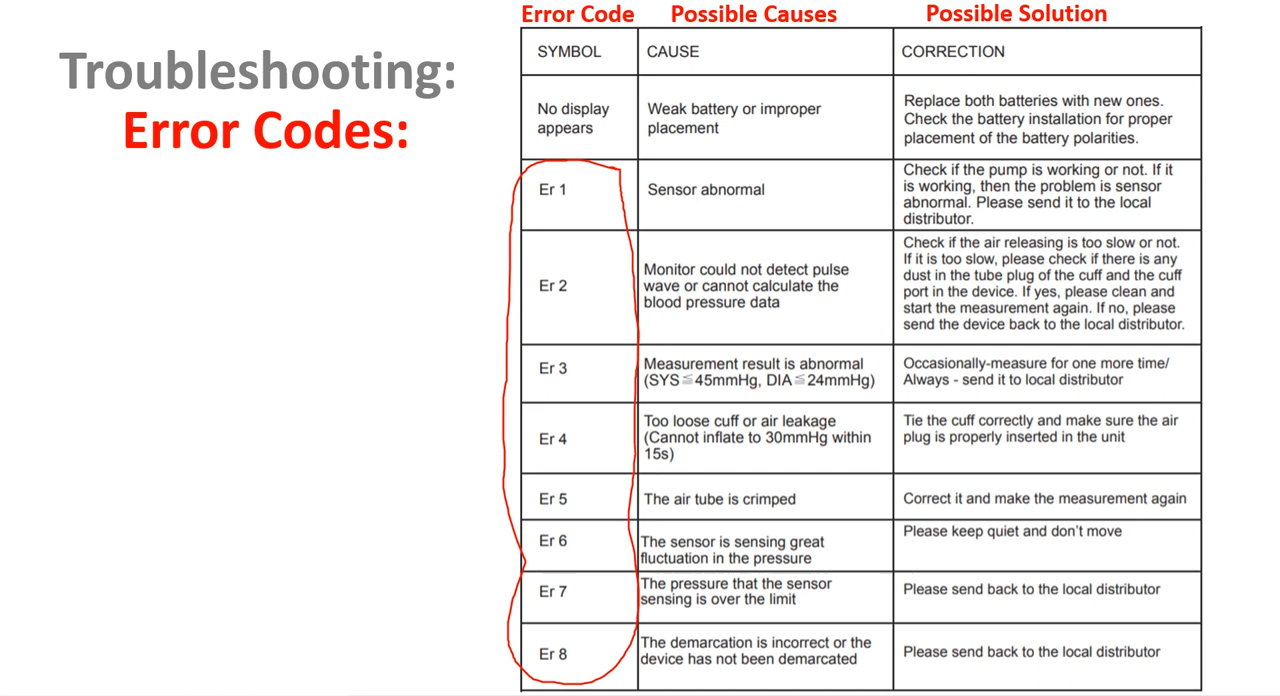 Troubleshooting:
Error Codes:
Error Code Possible Causes Possible Solution
SYMBOL CAUSE CORRECTION
No display
appears
Weak battery or improper
placement
Replace both batteries with new ones.
Check the battery installation for proper
placement of the battery polarities.
Er 1
Sensor abnormal
Check if the pump is working or not. If it
is working, then the problem is sensor
abnormal. Please send it to the local
distributor.
Er 2
Monitor could not detect pulse
wave or cannot calculate the
blood pressure data
Check if the air releasing is too slow or not.
If it is too slow, please check if there is any
dust in the tube plug of the cuff and the cuff
port in the device. If yes, please clean and
start the measurement again. If no, please
send the device back to the local distributor.
Er 3
Measurement result is abnormal
(SYS≦45mmHg, DIA≦24mmHg)
Occasionally-measure for one more time/
Always - send it to local distributor
Er 4
Too loose cuff or air leakage
(Cannot inflate to 30mmHg within
15s)
Tie the cuff correctly and make sure the air
plug is properly inserted in the unit
Er 5
The air tube is crimped
Correct it and make the measurement again
Er 6
The sensor is sensing great
fluctuation in the pressure
Please keep quiet and don't move
Er 7
The pressure that the sensor
sensing is over the limit
Please send back to the local distributor
Er 8
The demarcation is incorrect or the
device has not been demarcated
Please send back to the local distributor